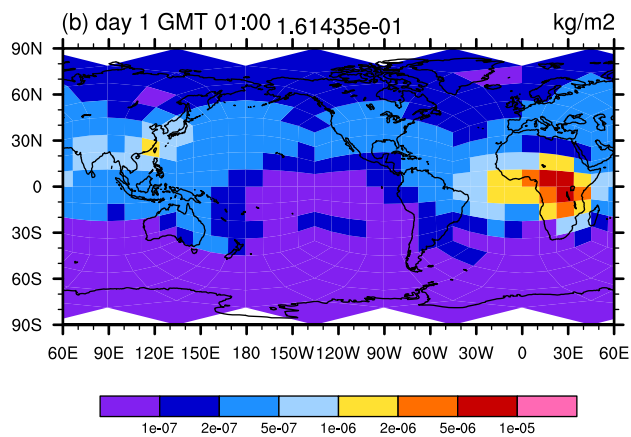 (b) day 1 GMT 01:00 1.61435e-01 kg/m2
90N
60N
30N
0
30S
60S
90S
60E 90E 120E 150E 180 150W 120W 90W 60W 30W 0 30E 60E
1e-07 2e-07 5e-07 1e-06 2e-06 5e-06 1e-05